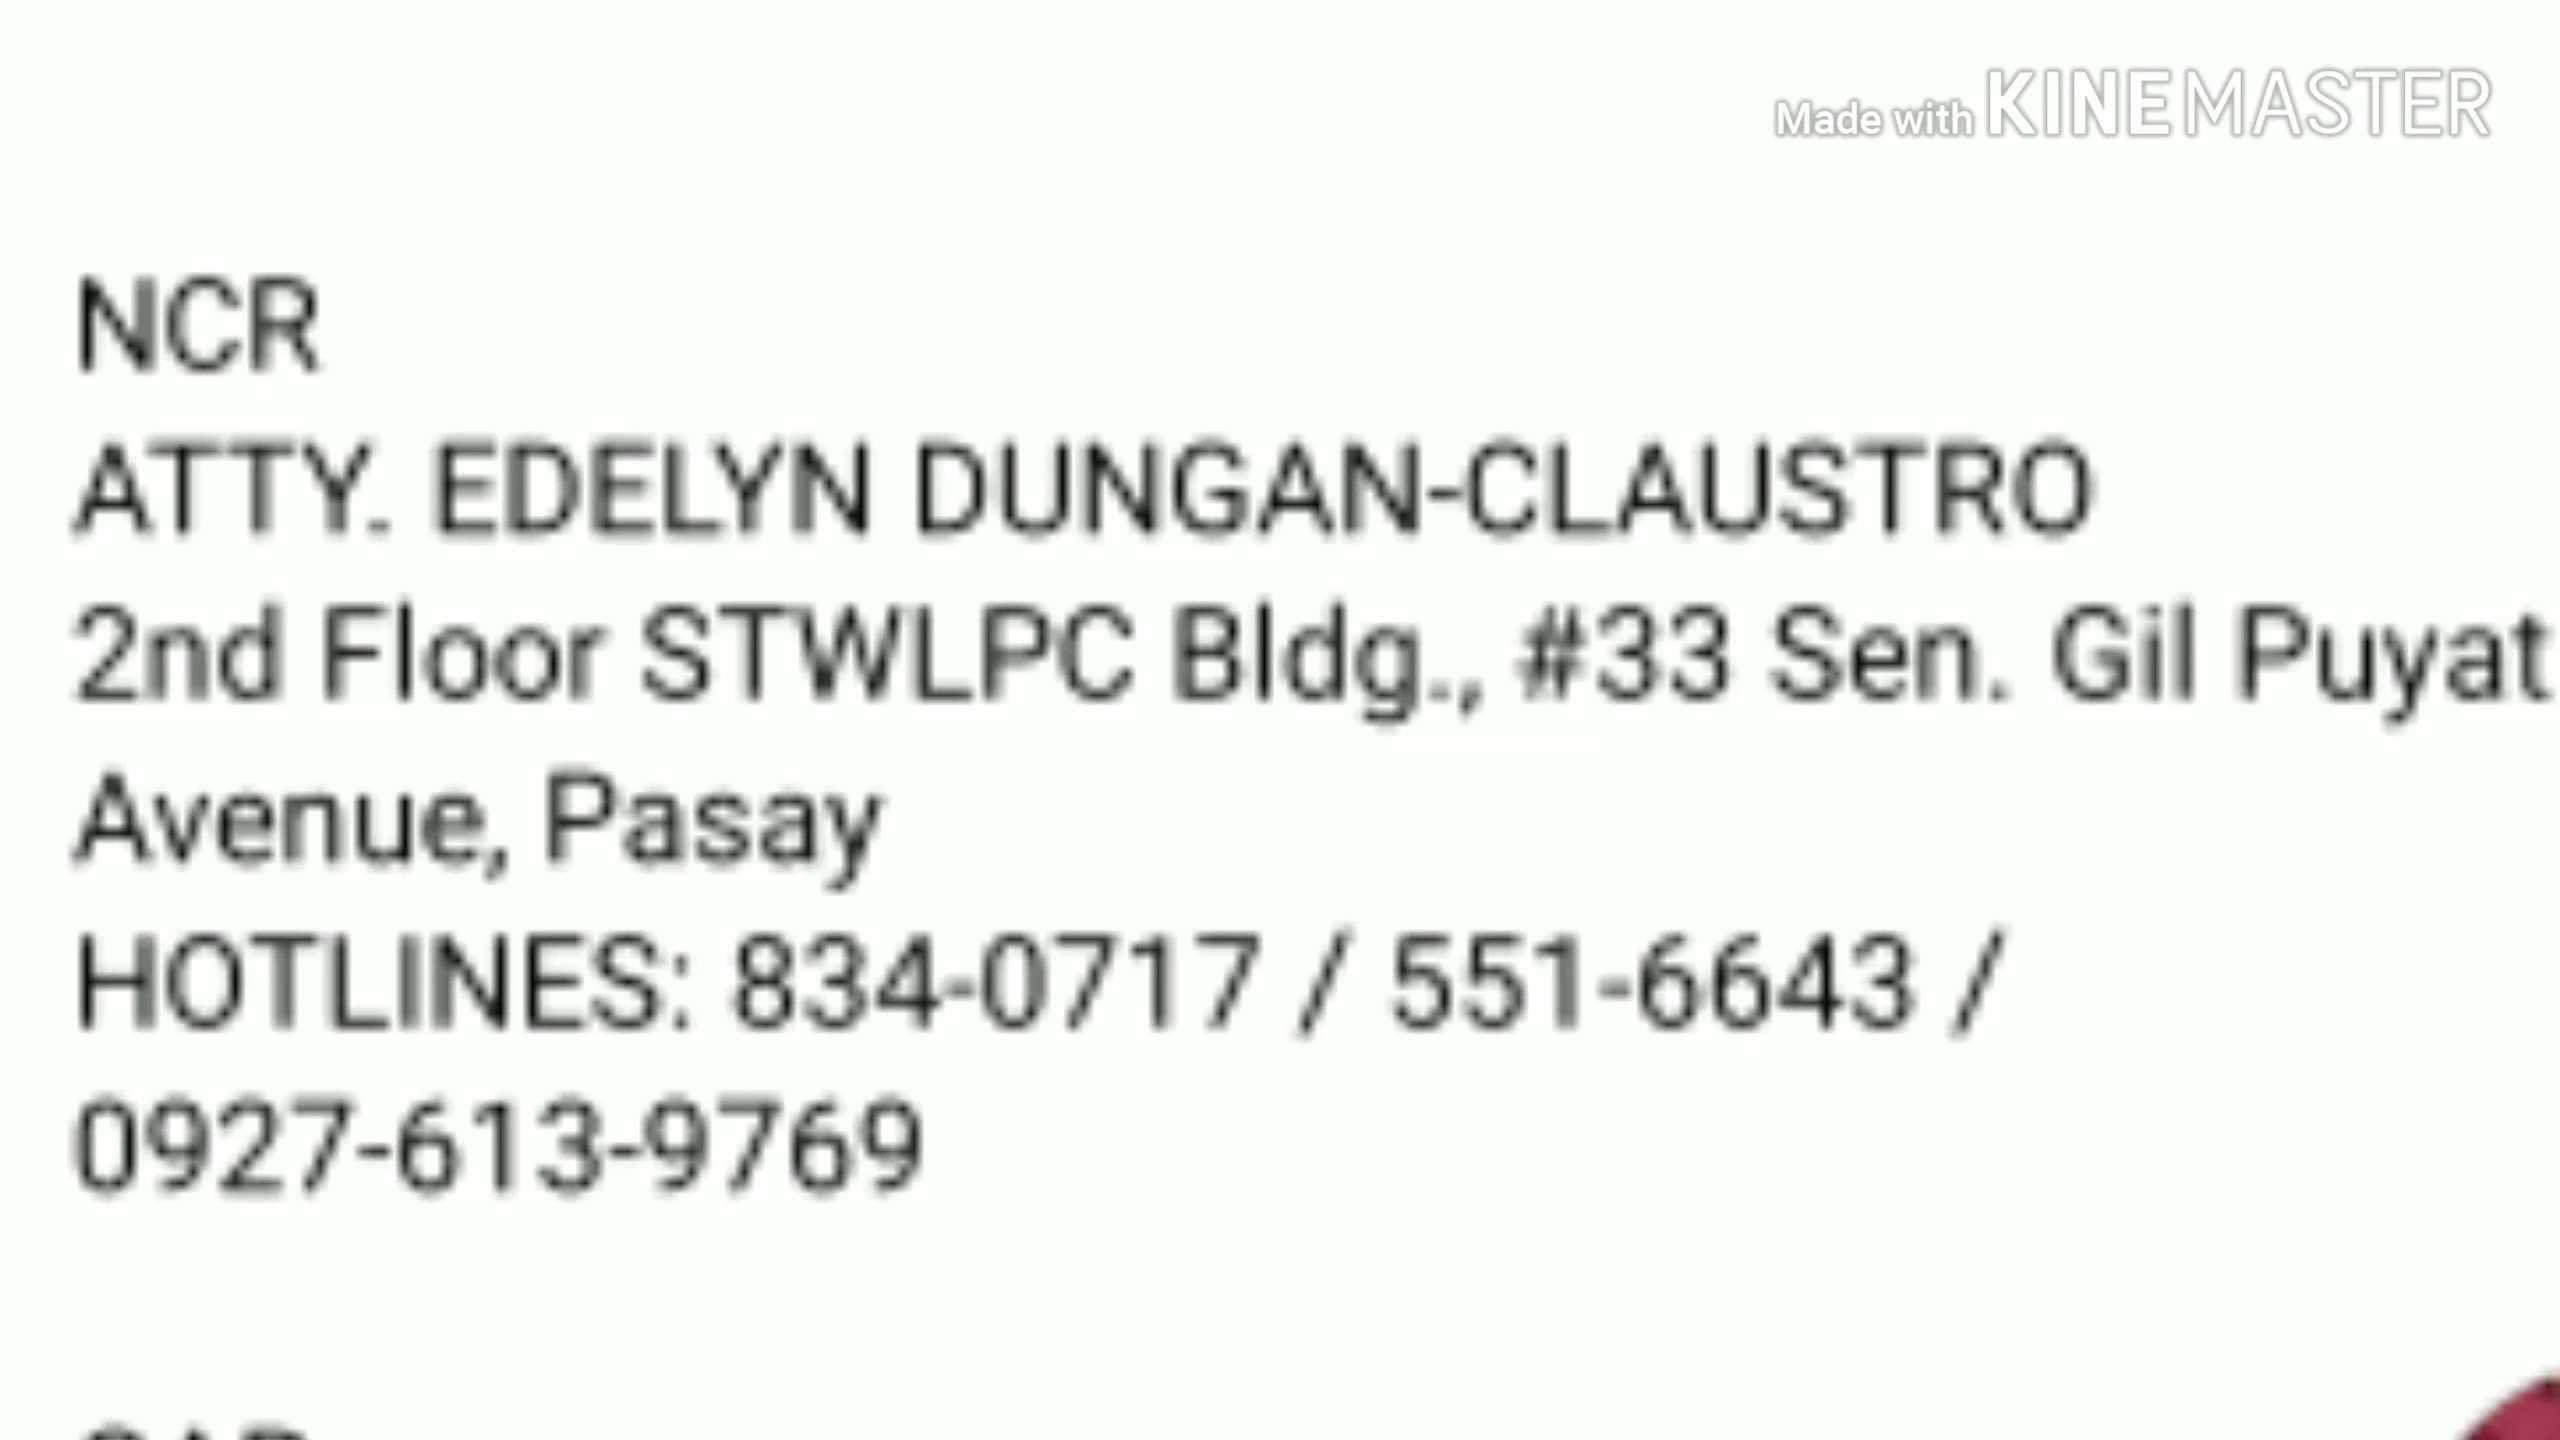 Made with KINEMASTER
NCR
ATTY. EDELYN DUNGAN-CLAUSTRO
2nd Floor STWLPC Bldg., #33 Sen. Gil Puyat
Avenue, Pasay
HOTLINES: 834-0717 / 551-6643 /
0927-613-9769